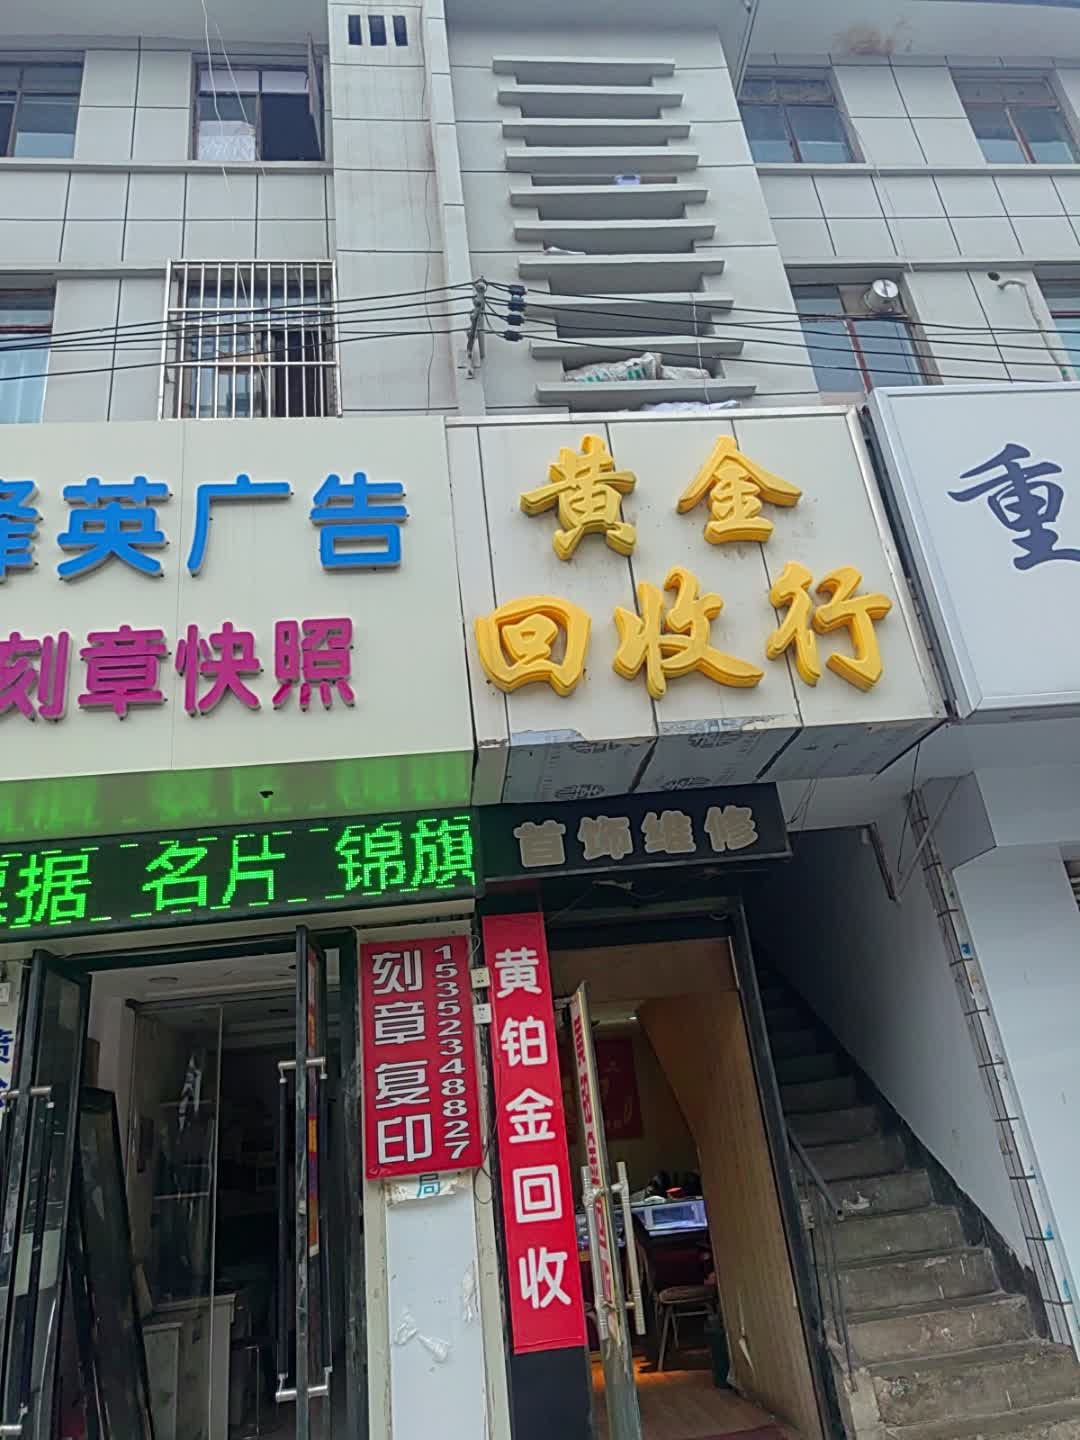 英广告
刻章快照
黄金
回收行
重
据 名片 锦旗
首饰维修
刻章复印
15352348827
黄铂金回收
局